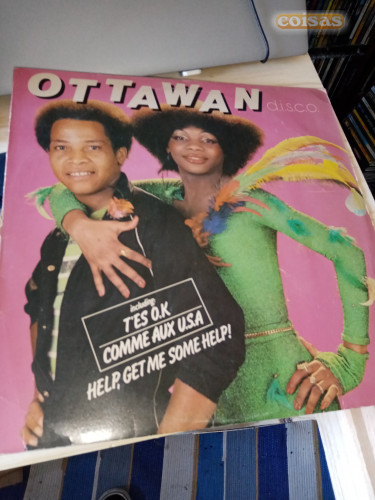 coisas
OTTAWAN
disco
including
T'ES O.K
COMME AUX U.S.A
HELP, GET ME SOME HELP!